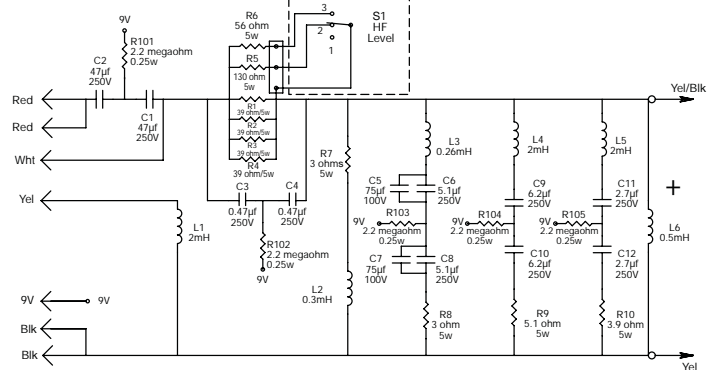 R6
56 ohm
5w
3
2
1
S1
HF
Level
9V
R101
2.2 megaohm
0.25w
C2
47µf
250V
R5
130 ohm
5w
Red
Red
C1
47µf
250V
R1
39 ohm/5w
R2
39 ohm/5w
R3
39 ohm/5w
R4
39 ohm/5w
Yel/Blk
Wht
R7
3 ohms
5w
L3
0.26mH
L4
2mH
L5
2mH
Yel
C3
0.47µf
250V
C4
0.47µf
250V
C5
75µf
100V
C6
5.1µf
250V
C9
6.2µf
250V
C11
2.7µf
250V
+
L1
2mH
R102
2.2 megaohm
0.25w
9V
9V
R103
2.2 megaohm
0.25w
9V
R104
2.2 megaohm
0.25w
9V
R105
2.2 megaohm
0.25w
L6
0.5mH
C7
75µf
100V
C8
5.1µf
250V
C10
6.2µf
250V
C12
2.7µf
250V
L2
0.3mH
9V
9V
Blk
Blk
R8
3 ohm
5w
R9
5.1 ohm
5w
R10
3.9 ohm
5w
Yel